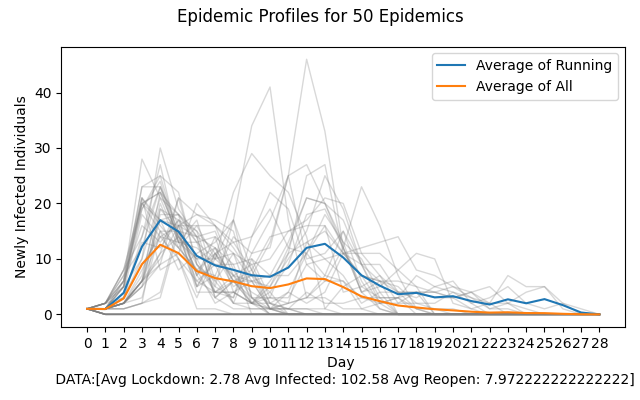 Epidemic Profiles for 50 Epidemics
Average of Running
Average of All
Newly Infected Individuals
40
30
20
10
0
0 1 2 3 4 5 6 7 8 9 10 11 12 13 14 15 16 17 18 19 20 21 22 23 24 25 26 27 28
Day
DATA:[Avg Lockdown: 2.78 Avg Infected: 102.58 Avg Reopen: 7.972222222222222]